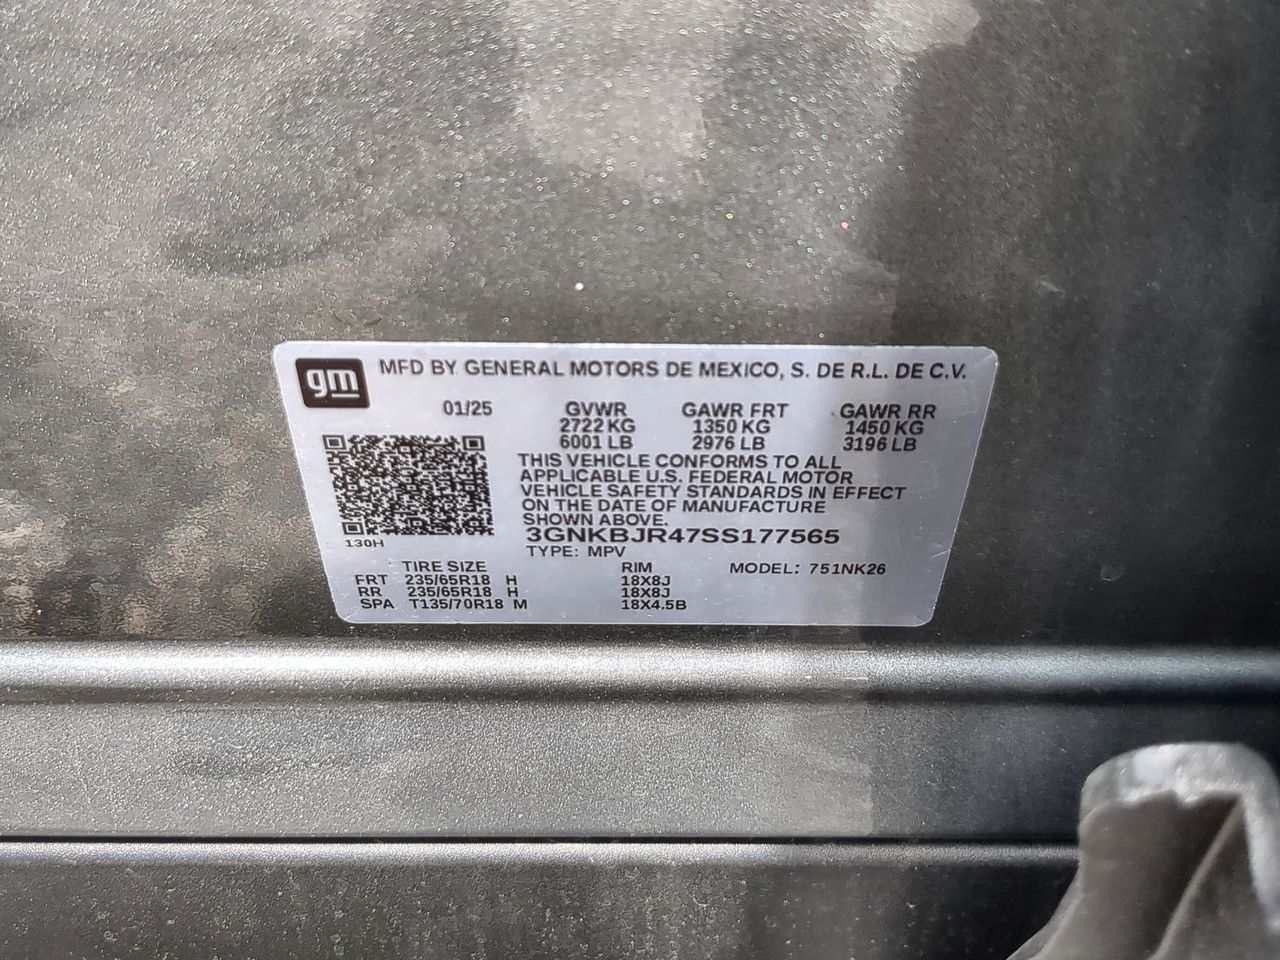 gm
MFD BY GENERAL MOTORS DE MEXICO, S. DE R.L. DE C.V.
01/25 GVWR GAWR FRT GAWR RR
2722 KG 1350 KG 1450 KG
6001 LB 2976 LB 3196 LB
THIS VEHICLE CONFORMS TO ALL
APPLICABLE U.S. FEDERAL MOTOR
VEHICLE SAFETY STANDARDS IN EFFECT
ON THE DATE OF MANUFACTURE
SHOWN ABOVE.
3GNKBJR47SS177565
130H
TYPE: MPV
TIRE SIZE RIM MODEL: 751NK26
FRT 235/65R18 H 18X8J
RR 235/65R18 H 18X8J
SPA T135/70R18 M 18X4.5B